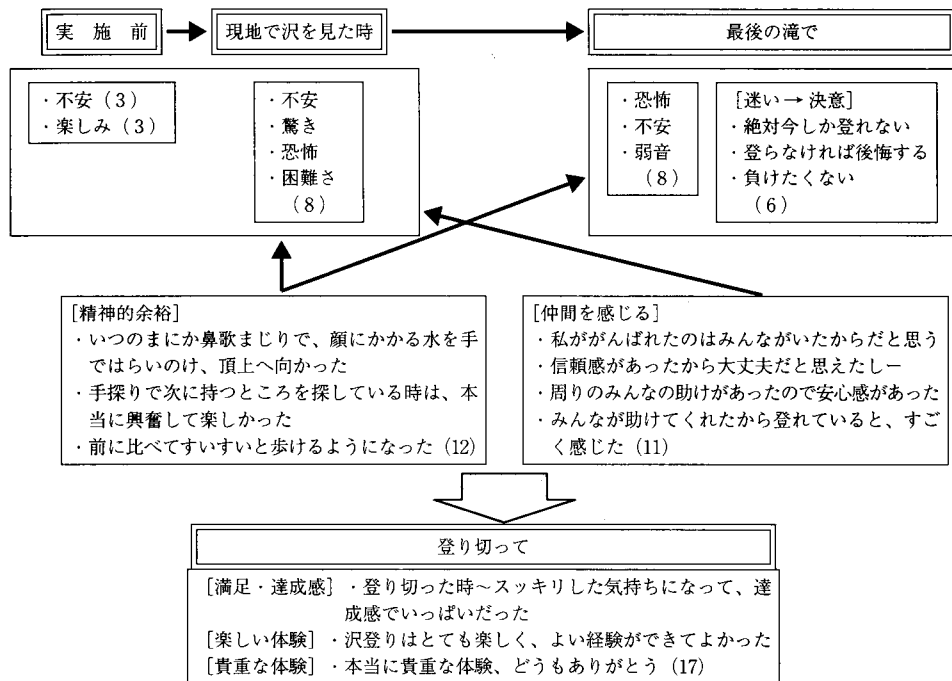 実施前
現地で沢を見た時
最後の滝で
・不安(3)
・楽しみ(3)
・不安
・驚き
・恐怖
・困難さ
(8)
・恐怖
・不安
・弱音
(8)
[迷い→決意]
・絶対今しか登れない
・登らなければ後悔する
・負けたくない
(6)
[精神的余裕]
・いつのまにか鼻歌まじりで、顔にかかる水を手
ではらいのけ、頂上へ向かった
・手探りで次に持つところを探している時は、本
当に興奮して楽しかった
・前に比べてすいすいと歩けるようになった(12)
[仲間を感じる]
・私ががんばれたのはみんながいたからだと思う
・信頼感があったから大丈夫だと思えたしー
・周りのみんなの助けがあったので安心感があった
・みんなが助けてくれたから登れていると、すご
く感じた(11)
登り切って
[満足・達成感]・登り切った時～スッキリした気持ちになって、達
成感でいっぱいだった
[楽しい体験]・沢登りはとても楽しく、よい経験ができてよかった
[貴重な体験]・本当に貴重な体験、どうもありがとう(17)